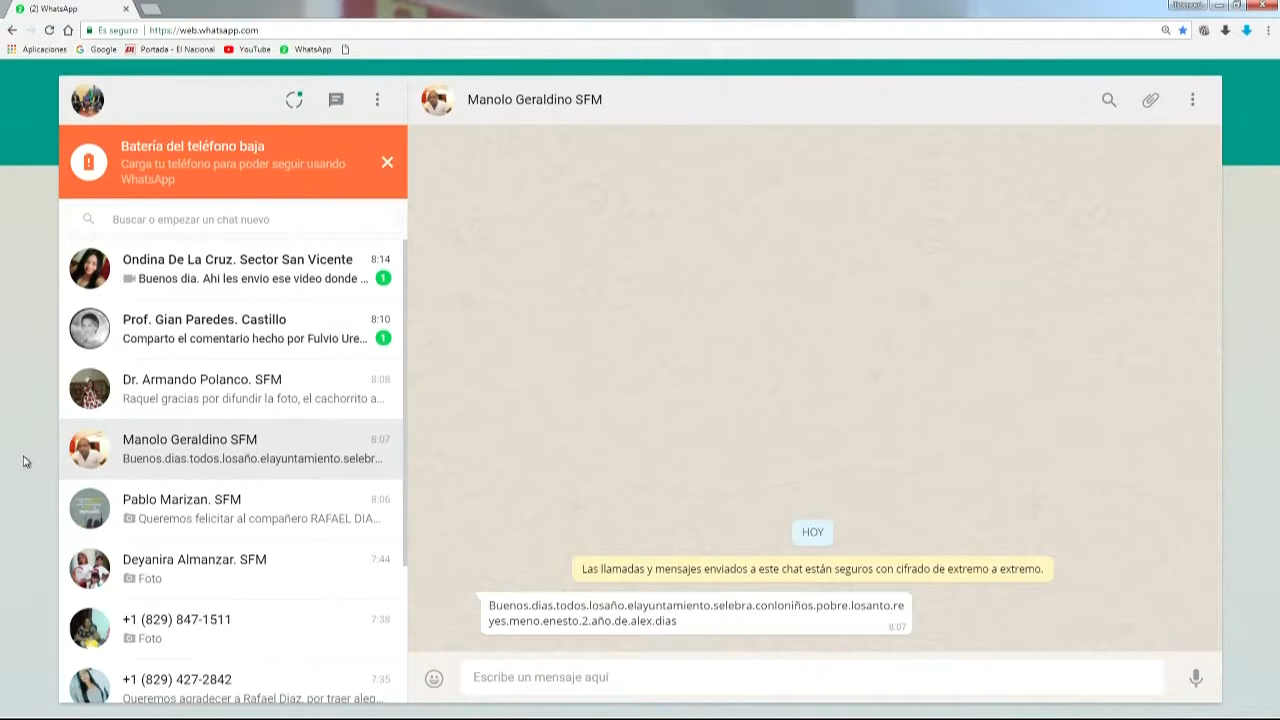 (2) WhatsApp
Es seguro | https://web.whatsapp.com
Aplicaciones Google Portada - El Nacional YouTube WhatsApp
Manolo Geraldino SFM
Batería del teléfono baja
Carga tu teléfono para poder seguir usando
WhatsApp
Buscar o empezar un chat nuevo
Ondina De La Cruz. Sector San Vicente 8:14
Buenos dia. Ahi les envio ese video donde ... 1
Prof. Gian Paredes. Castillo 8:10
Comparto el comentario hecho por Fulvio Ure... 1
Dr. Armando Polanco. SFM 8:08
Raquel gracias por difundir la foto, el cachorrito a...
Manolo Geraldino SFM 8:07
Buenos.dias.todos.losaño.elayuntamiento.selebr...
Pablo Marizan. SFM 8:06
Queremos felicitar al compañero RAFAEL DIA...
Deyanira Almanzar. SFM 7:44
Foto
+1 (829) 847-1511 7:38
Foto
+1 (829) 427-2842 7:35
Queremos agradecer a Rafael Diaz, por traer aleg...
HOY
Las llamadas y mensajes enviados a este chat están seguros con cifrado de extremo a extremo.
Buenos.dias.todos.losaño.elayuntamiento.selebra.conloniños.pobre.losanto.re
yes.meno.enesto.2.año.de.alex.dias
8:07
Escribe un mensaje aquí